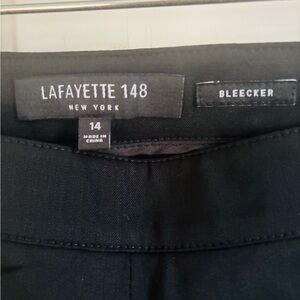 LAFAYETTE 148
NEW YORK
BLEECKER
14
MADE IN
CHINA